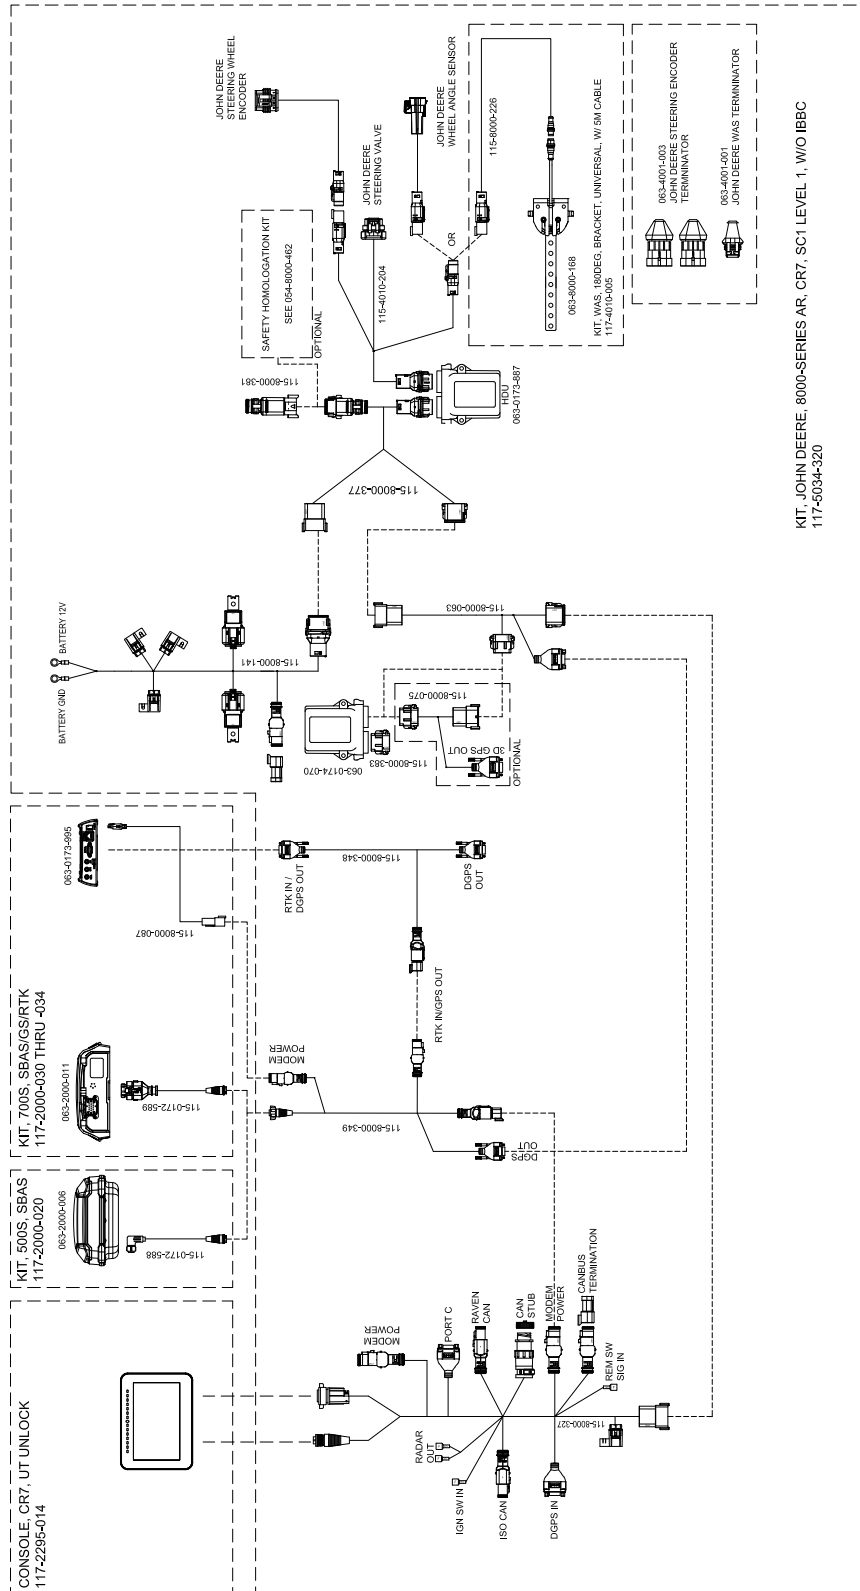 KIT, JOHN DEERE, 8000-SERIES AR, CR7, SC1 LEVEL 1, W/O IBBC
117-5034-320
JOHN DEERE
STEERING WHEEL
ENCODER
JOHN DEERE
STEERING VALVE
JOHN DEERE
WHEEL ANGLE SENSOR
115-8000-226
OR
115-4010-204
SAFETY HOMOLOGATION KIT
SEE 054-8000-462
OPTIONAL
115-8000-381
HDU
063-0173-887
063-8000-168
KIT, WAS, 180DEG, BRACKET, UNIVERSAL, W/ 5M CABLE
117-4010-005
063-4001-003
JOHN DEERE STEERING ENCODER
TERMNINATOR
063-4001-001
JOHN DEERE WAS TERMNINATOR
115-8000-377
BATTERY 12V
BATTERY GND
115-8000-141
115-8000-063
063-0174-070
115-8000-383
115-8000-075
3D GPS OUT
OPTIONAL
KIT, 700S, SBAS/GS/RTK
117-2000-030 THRU -034
063-0173-995
115-8000-087
063-2000-011
115-0172-589
KIT, 500S, SBAS
117-2000-020
063-2000-006
115-0172-588
RTK IN /
DGPS OUT
115-8000-348
DGPS
OUT
RTK IN/GPS OUT
MODEM
POWER
115-8000-349
DGPS
OUT
CONSOLE, CR7, UT UNLOCK
117-2295-014
MODEM
POWER
PORT C
RAVEN
CAN
CAN
STUB
MODEM
POWER
CANBUS
TERMINATION
REM SW
SIG IN
115-8000-327
RADAR
OUT
IGN SW IN
ISO CAN
DGPS IN